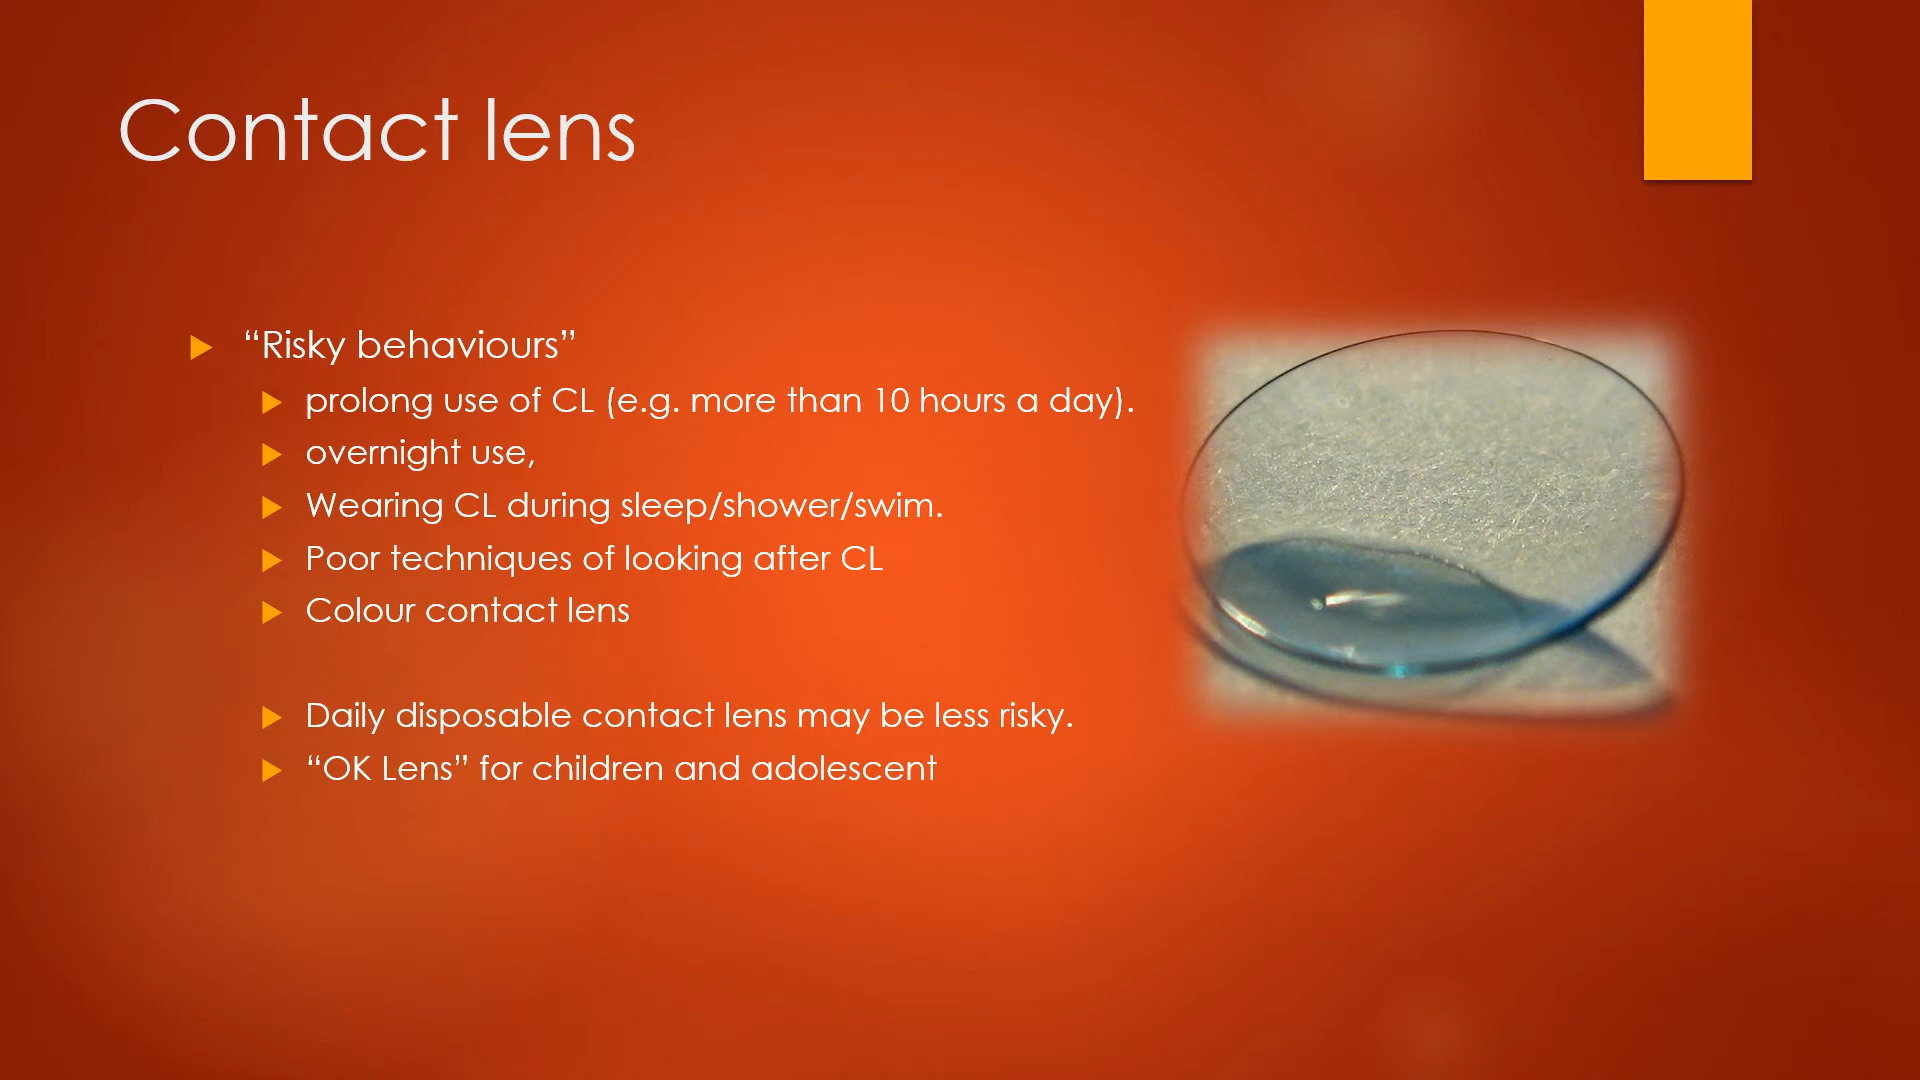 Contact lens
“Risky behaviours”
prolong use of CL (e.g. more than 10 hours a day).
overnight use,
Wearing CL during sleep/shower/swim.
Poor techniques of looking after CL
Colour contact lens
Daily disposable contact lens may be less risky.
“OK Lens” for children and adolescent